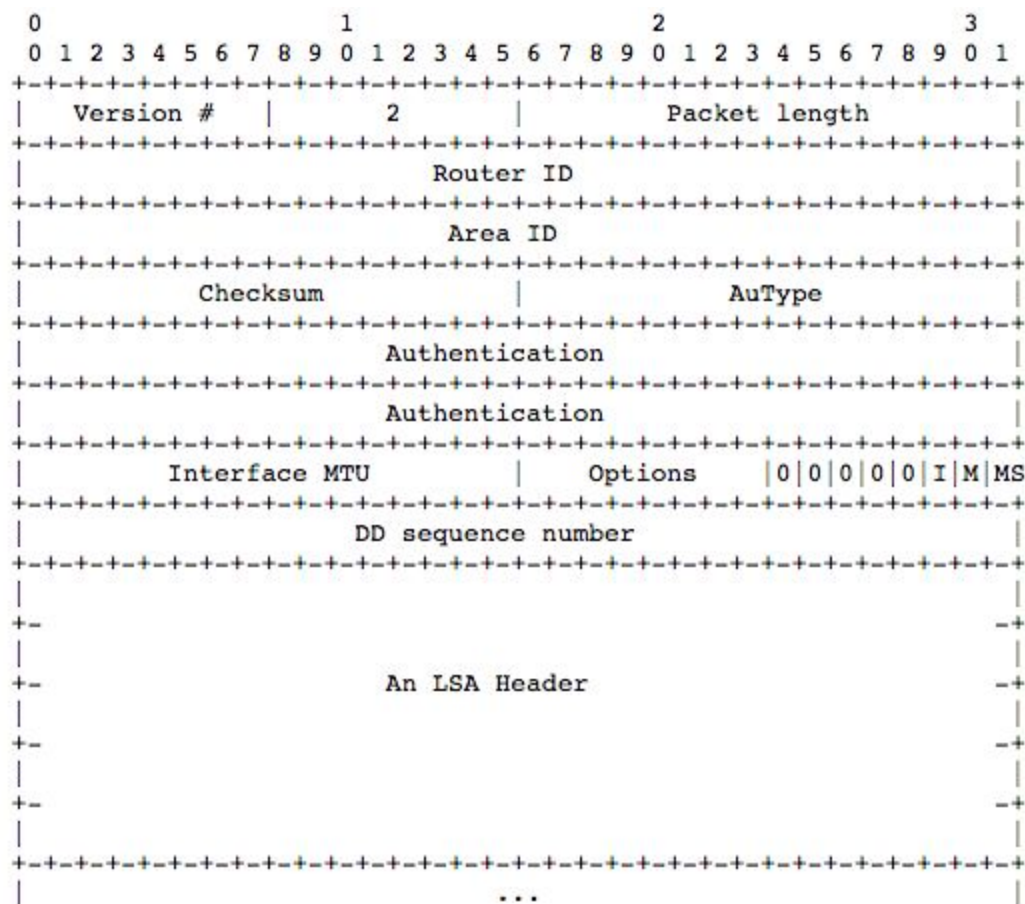 0                   1                   2                   3
0 1 2 3 4 5 6 7 8 9 0 1 2 3 4 5 6 7 8 9 0 1 2 3 4 5 6 7 8 9 0 1
+-+-+-+-+-+-+-+-+-+-+-+-+-+-+-+-+-+-+-+-+-+-+-+-+-+-+-+-+-+-+-+-+
|   Version #   |       2       |         Packet length         |
+-+-+-+-+-+-+-+-+-+-+-+-+-+-+-+-+-+-+-+-+-+-+-+-+-+-+-+-+-+-+-+-+
|                          Router ID                            |
+-+-+-+-+-+-+-+-+-+-+-+-+-+-+-+-+-+-+-+-+-+-+-+-+-+-+-+-+-+-+-+-+
|                           Area ID                             |
+-+-+-+-+-+-+-+-+-+-+-+-+-+-+-+-+-+-+-+-+-+-+-+-+-+-+-+-+-+-+-+-+
|           Checksum            |             AuType            |
+-+-+-+-+-+-+-+-+-+-+-+-+-+-+-+-+-+-+-+-+-+-+-+-+-+-+-+-+-+-+-+-+
|                       Authentication                          |
+-+-+-+-+-+-+-+-+-+-+-+-+-+-+-+-+-+-+-+-+-+-+-+-+-+-+-+-+-+-+-+-+
|                       Authentication                          |
+-+-+-+-+-+-+-+-+-+-+-+-+-+-+-+-+-+-+-+-+-+-+-+-+-+-+-+-+-+-+-+-+
|         Interface MTU         |    Options    |0|0|0|0|0|I|M|MS
+-+-+-+-+-+-+-+-+-+-+-+-+-+-+-+-+-+-+-+-+-+-+-+-+-+-+-+-+-+-+-+-+
|                     DD sequence number                        |
+-+-+-+-+-+-+-+-+-+-+-+-+-+-+-+-+-+-+-+-+-+-+-+-+-+-+-+-+-+-+-+-+
|                                                               |
+-                                                             -+
|                                                               |
+-                      An LSA Header                          -+
|                                                               |
+-                                                             -+
|                                                               |
+-                                                             -+
|                                                               |
+-+-+-+-+-+-+-+-+-+-+-+-+-+-+-+-+-+-+-+-+-+-+-+-+-+-+-+-+-+-+-+-+
|                              ...                              |